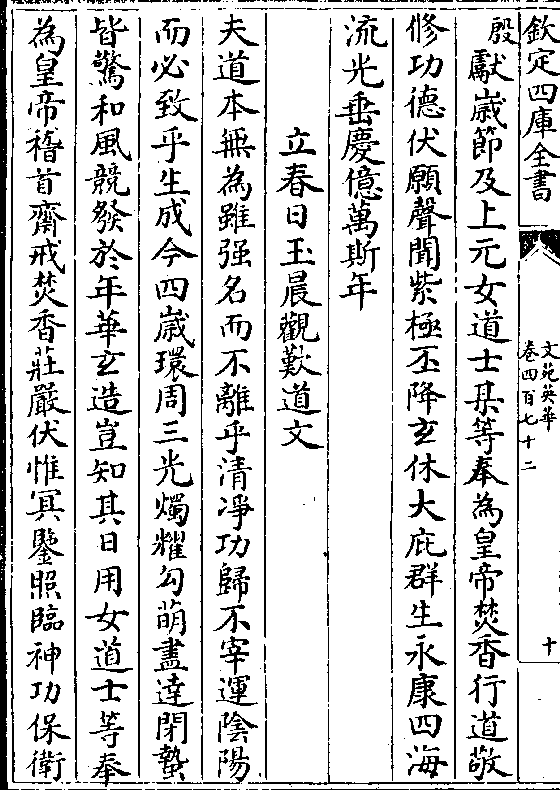 欽定四庫全書
文苑英華
卷四百七十二
十
殷獻歲節及上元女道士某等奉為皇帝焚香行道敬
修功德伏願聲聞紫極丕降玄休大庇群生永康四海
流光垂慶億萬斯年
立春日玉晨觀歎道文
夫道本無為雖强名而不離乎清淨功歸不宰運陰陽
而必致乎生成今四歲環周三光燭耀勾萌盡達閉蟄
皆驚和風競發於年華玄造豈知其日用女道士等奉
為皇帝稽首齋戒焚香莊嚴伏惟冥鑒照臨神功保衛